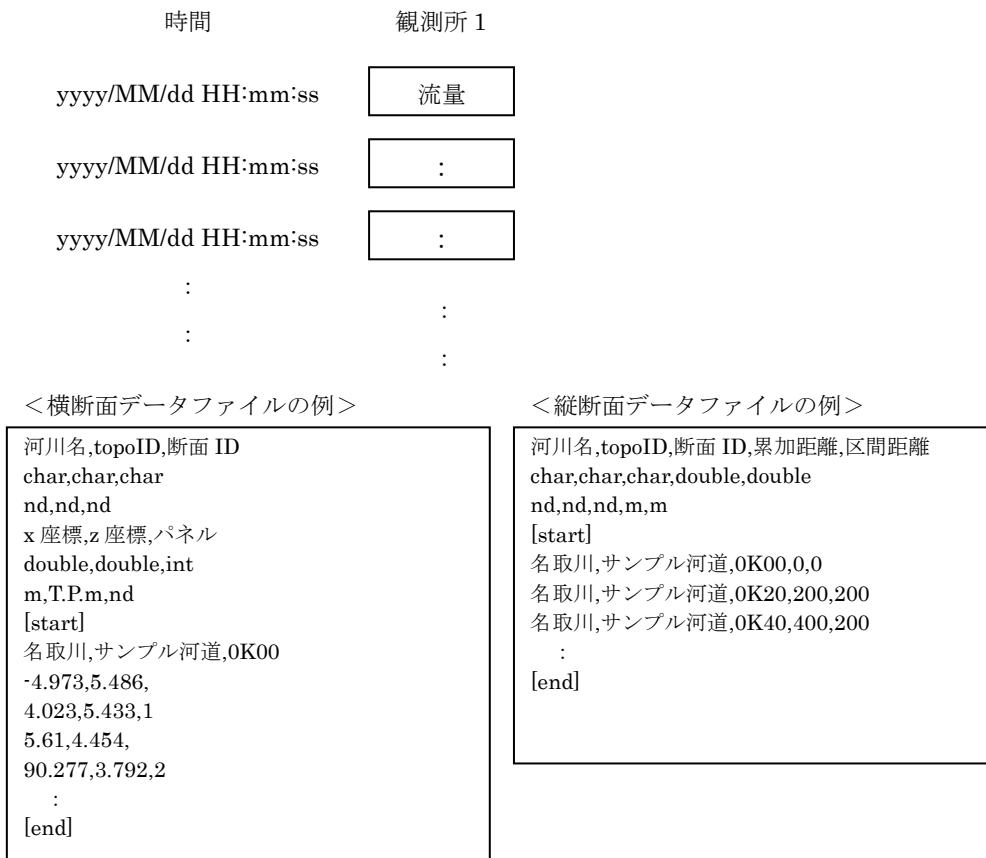 時間 観測所 1
yyyy/MM/dd HH:mm:ss 流量
yyyy/MM/dd HH:mm:ss :
yyyy/MM/dd HH:mm:ss :
:
:
:
:
＜横断面データファイルの例＞
河川名,topoID,断面 ID
char,char,char
nd,nd,nd
x 座標,z 座標,パネル
double,double,int
m,T.P.m,nd
[start]
名取川,サンプル河道,0K00
-4.973,5.486,
4.023,5.433,1
5.61,4.454,
90.277,3.792,2
:
[end]
＜縦断面データファイルの例＞
河川名,topoID,断面 ID,累加距離,区間距離
char,char,char,double,double
nd,nd,nd,m,m
[start]
名取川,サンプル河道,0K00,0,0
名取川,サンプル河道,0K20,200,200
名取川,サンプル河道,0K40,400,200
:
[end]